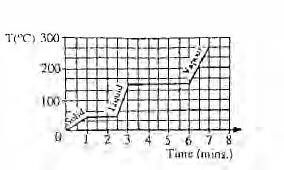 T(°C) 300
200
100
0
Solid
Liquid
Vapour
1 2 3 4 5 6 7 8
Time (mins.)